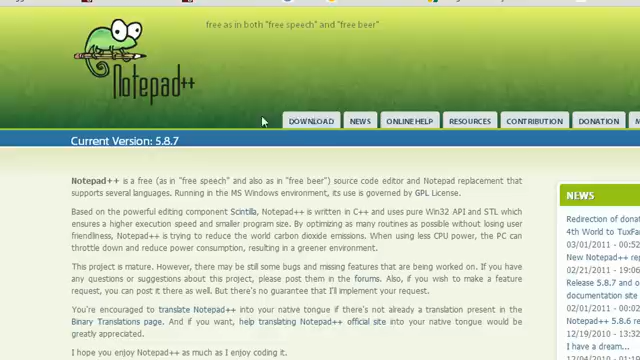 free as in both "free speech" and "free beer"
Notepad++
DOWNLOAD NEWS ONLINE HELP RESOURCES CONTRIBUTION DONATION
Current Version: 5.8.7
Notepad++ is a free (as in "free speech" and also as in "free beer") source code editor and Notepad replacement that
supports several languages. Running in the MS Windows environment, its use is governed by GPL License.
Based on the powerful editing component Scintilla, Notepad++ is written in C++ and uses pure Win32 API and STL which
ensures a higher execution speed and smaller program size. By optimizing as many routines as possible without losing user
friendliness, Notepad++ is trying to reduce the world carbon dioxide emissions. When using less CPU power, the PC can
throttle down and reduce power consumption, resulting in a greener environment.
This project is mature. However, there may be still some bugs and missing features that are being worked on. If you have
any questions or suggestions about this project, please post them in the forums. Also, if you wish to make a feature
request, you can post it there as well. But there's no guarantee that I'll implement your request.
You're encouraged to translate Notepad++ into your native tongue if there's not already a translation present in the
Binary Translations page. And if you want, help translating Notepad++ official site into your native tongue would be
greatly appreciated.
I hope you enjoy Notepad++ as much as I enjoy coding it.
NEWS
Redirection of
4th World to
03/01/2011 - 00:52
New Notepad++
02/21/2011 - 19:06
Release 5.8.7 and
documentation site
02/01/2011 -
Notepad++ 5.8.6
12/19/2010 - 13:32
I have a dream...